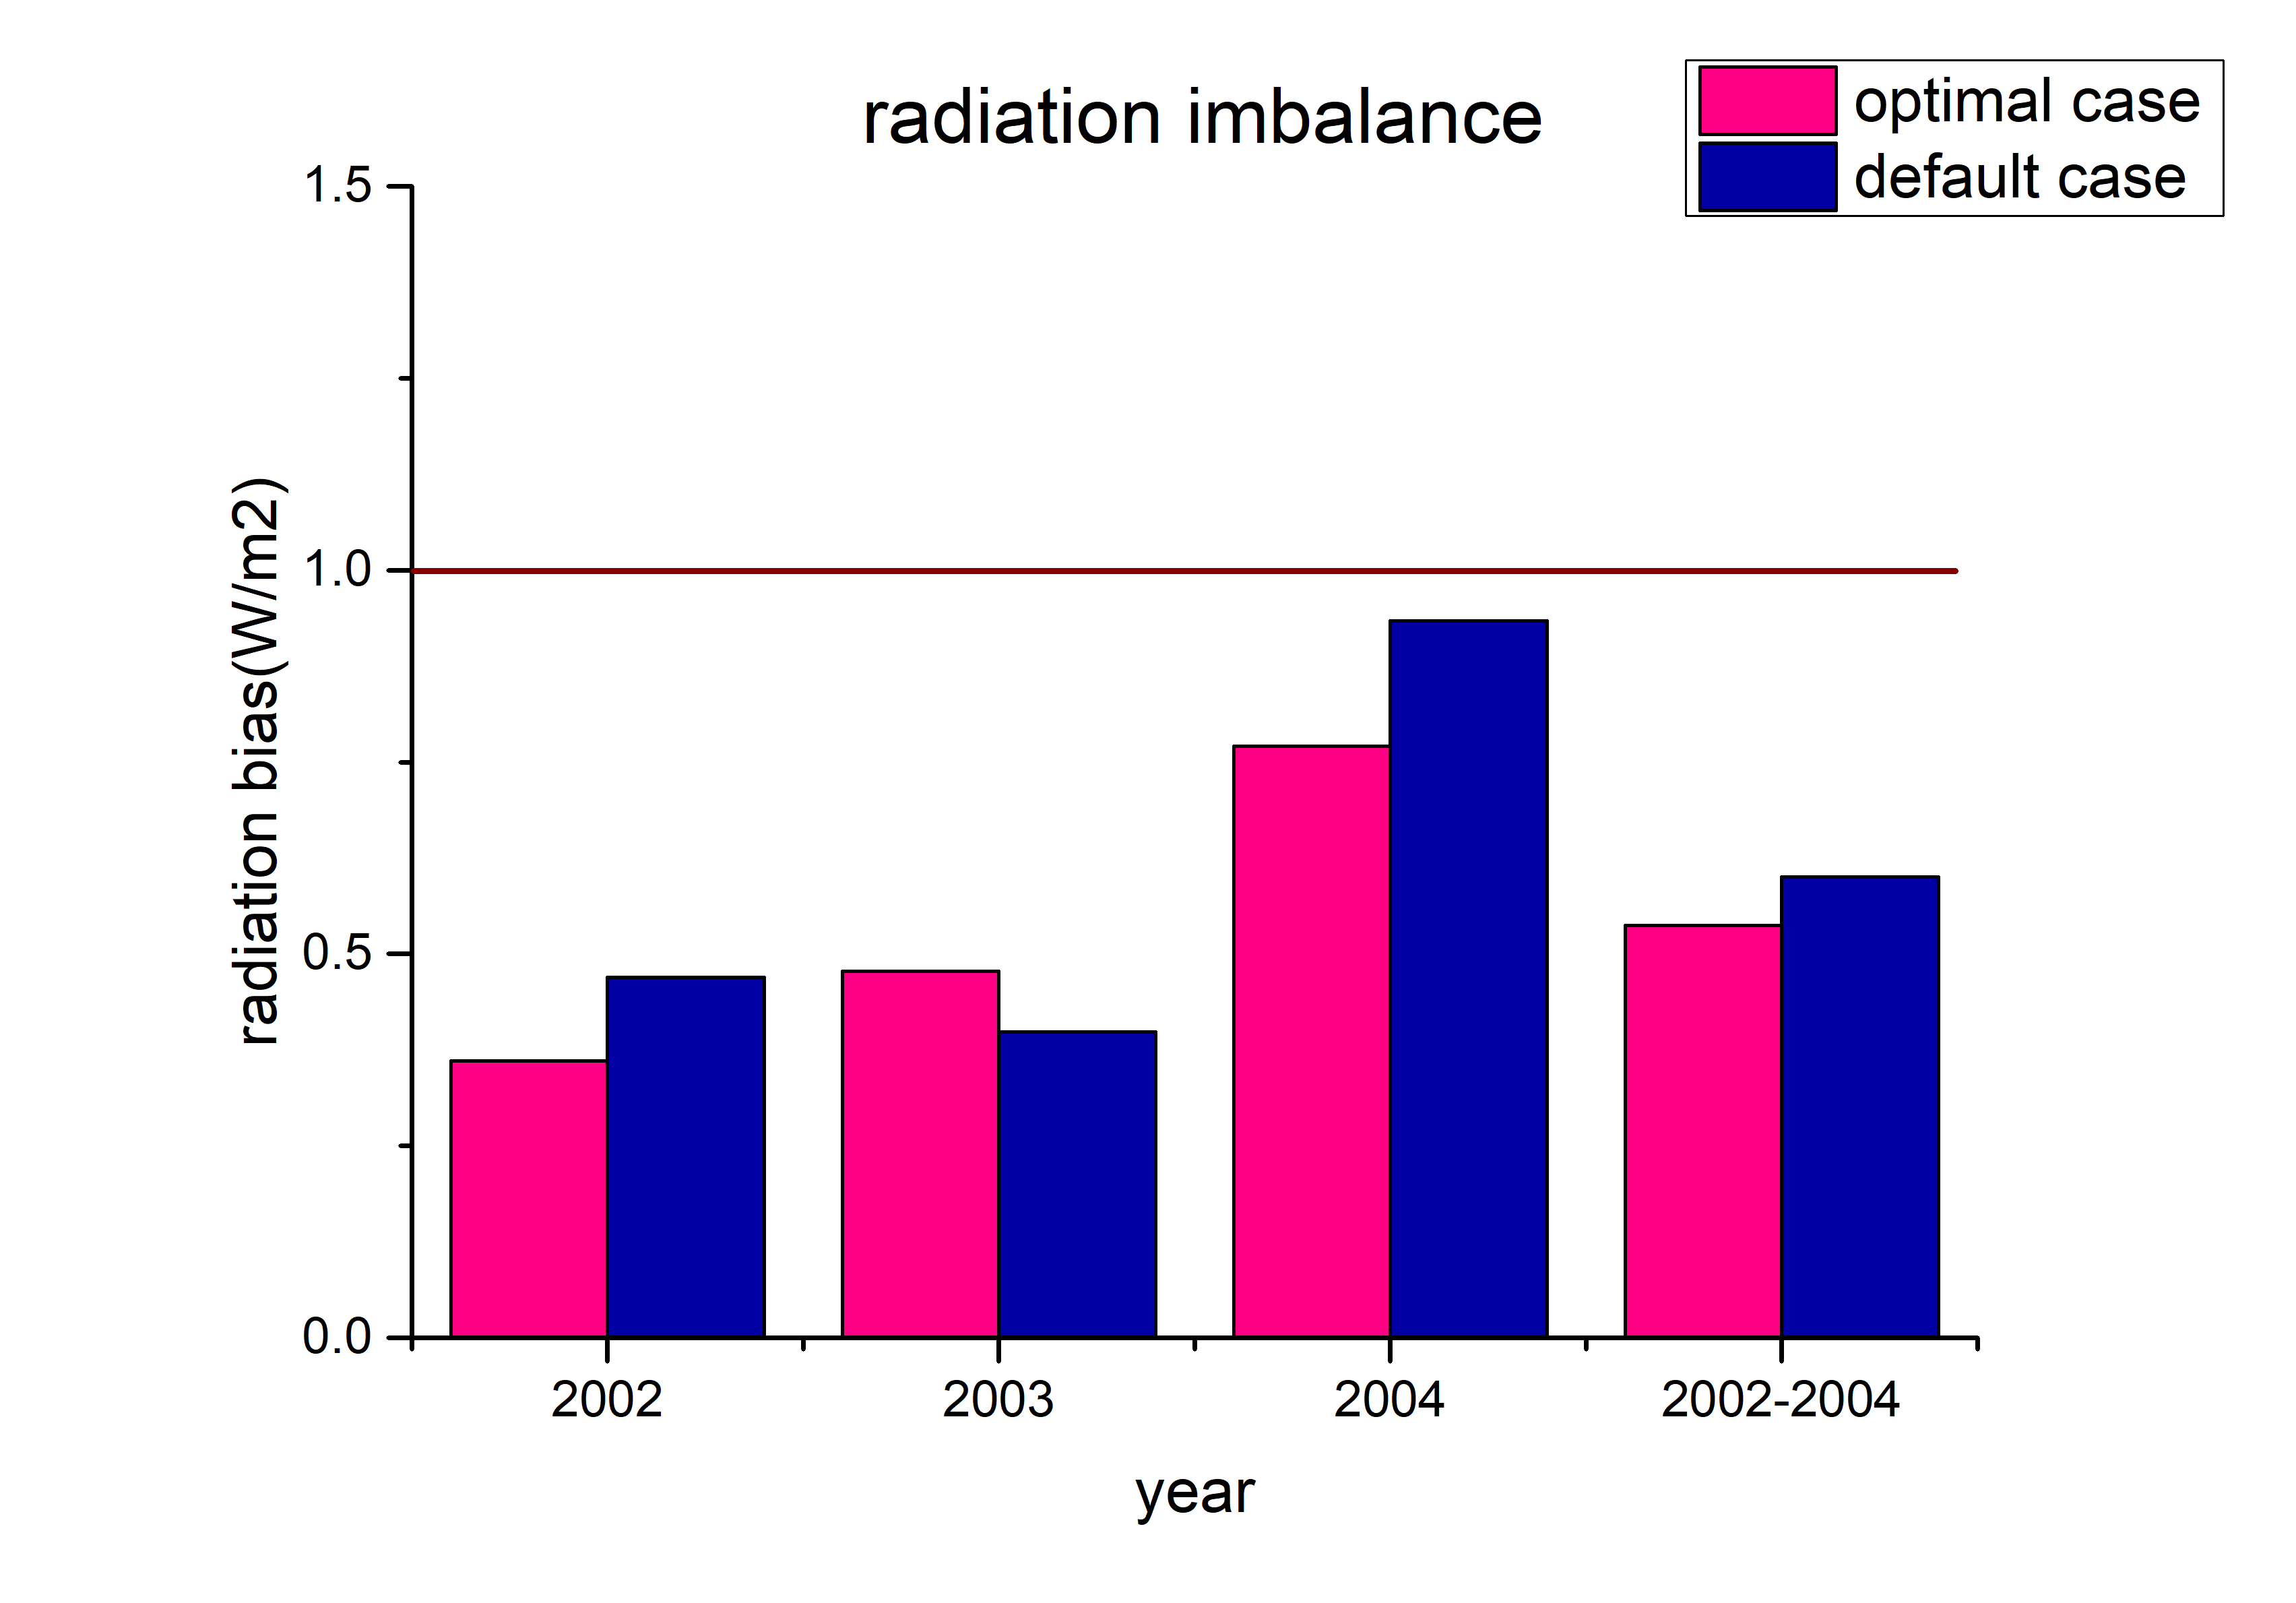 radiation imbalance
optimal case
default case
1.5
1.0
0.5
0.0
radiation bias(W/m2)
2002
2003
2004
2002-2004
year